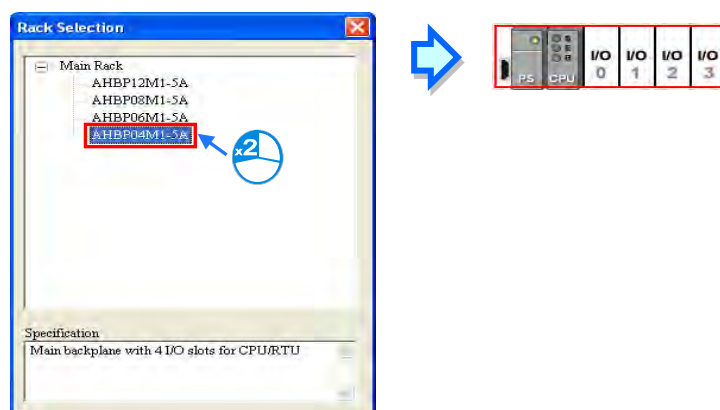 Rack Selection
Main Rack
AHBP12M1-5A
AHBP08M1-5A
AHBP06M1-5A
AHBP04M1-5A
x2
Specification
Main backplane with 4 I/O slots for CPU/RTU
PS CPU I/O 0 I/O 1 I/O 2 I/O 3